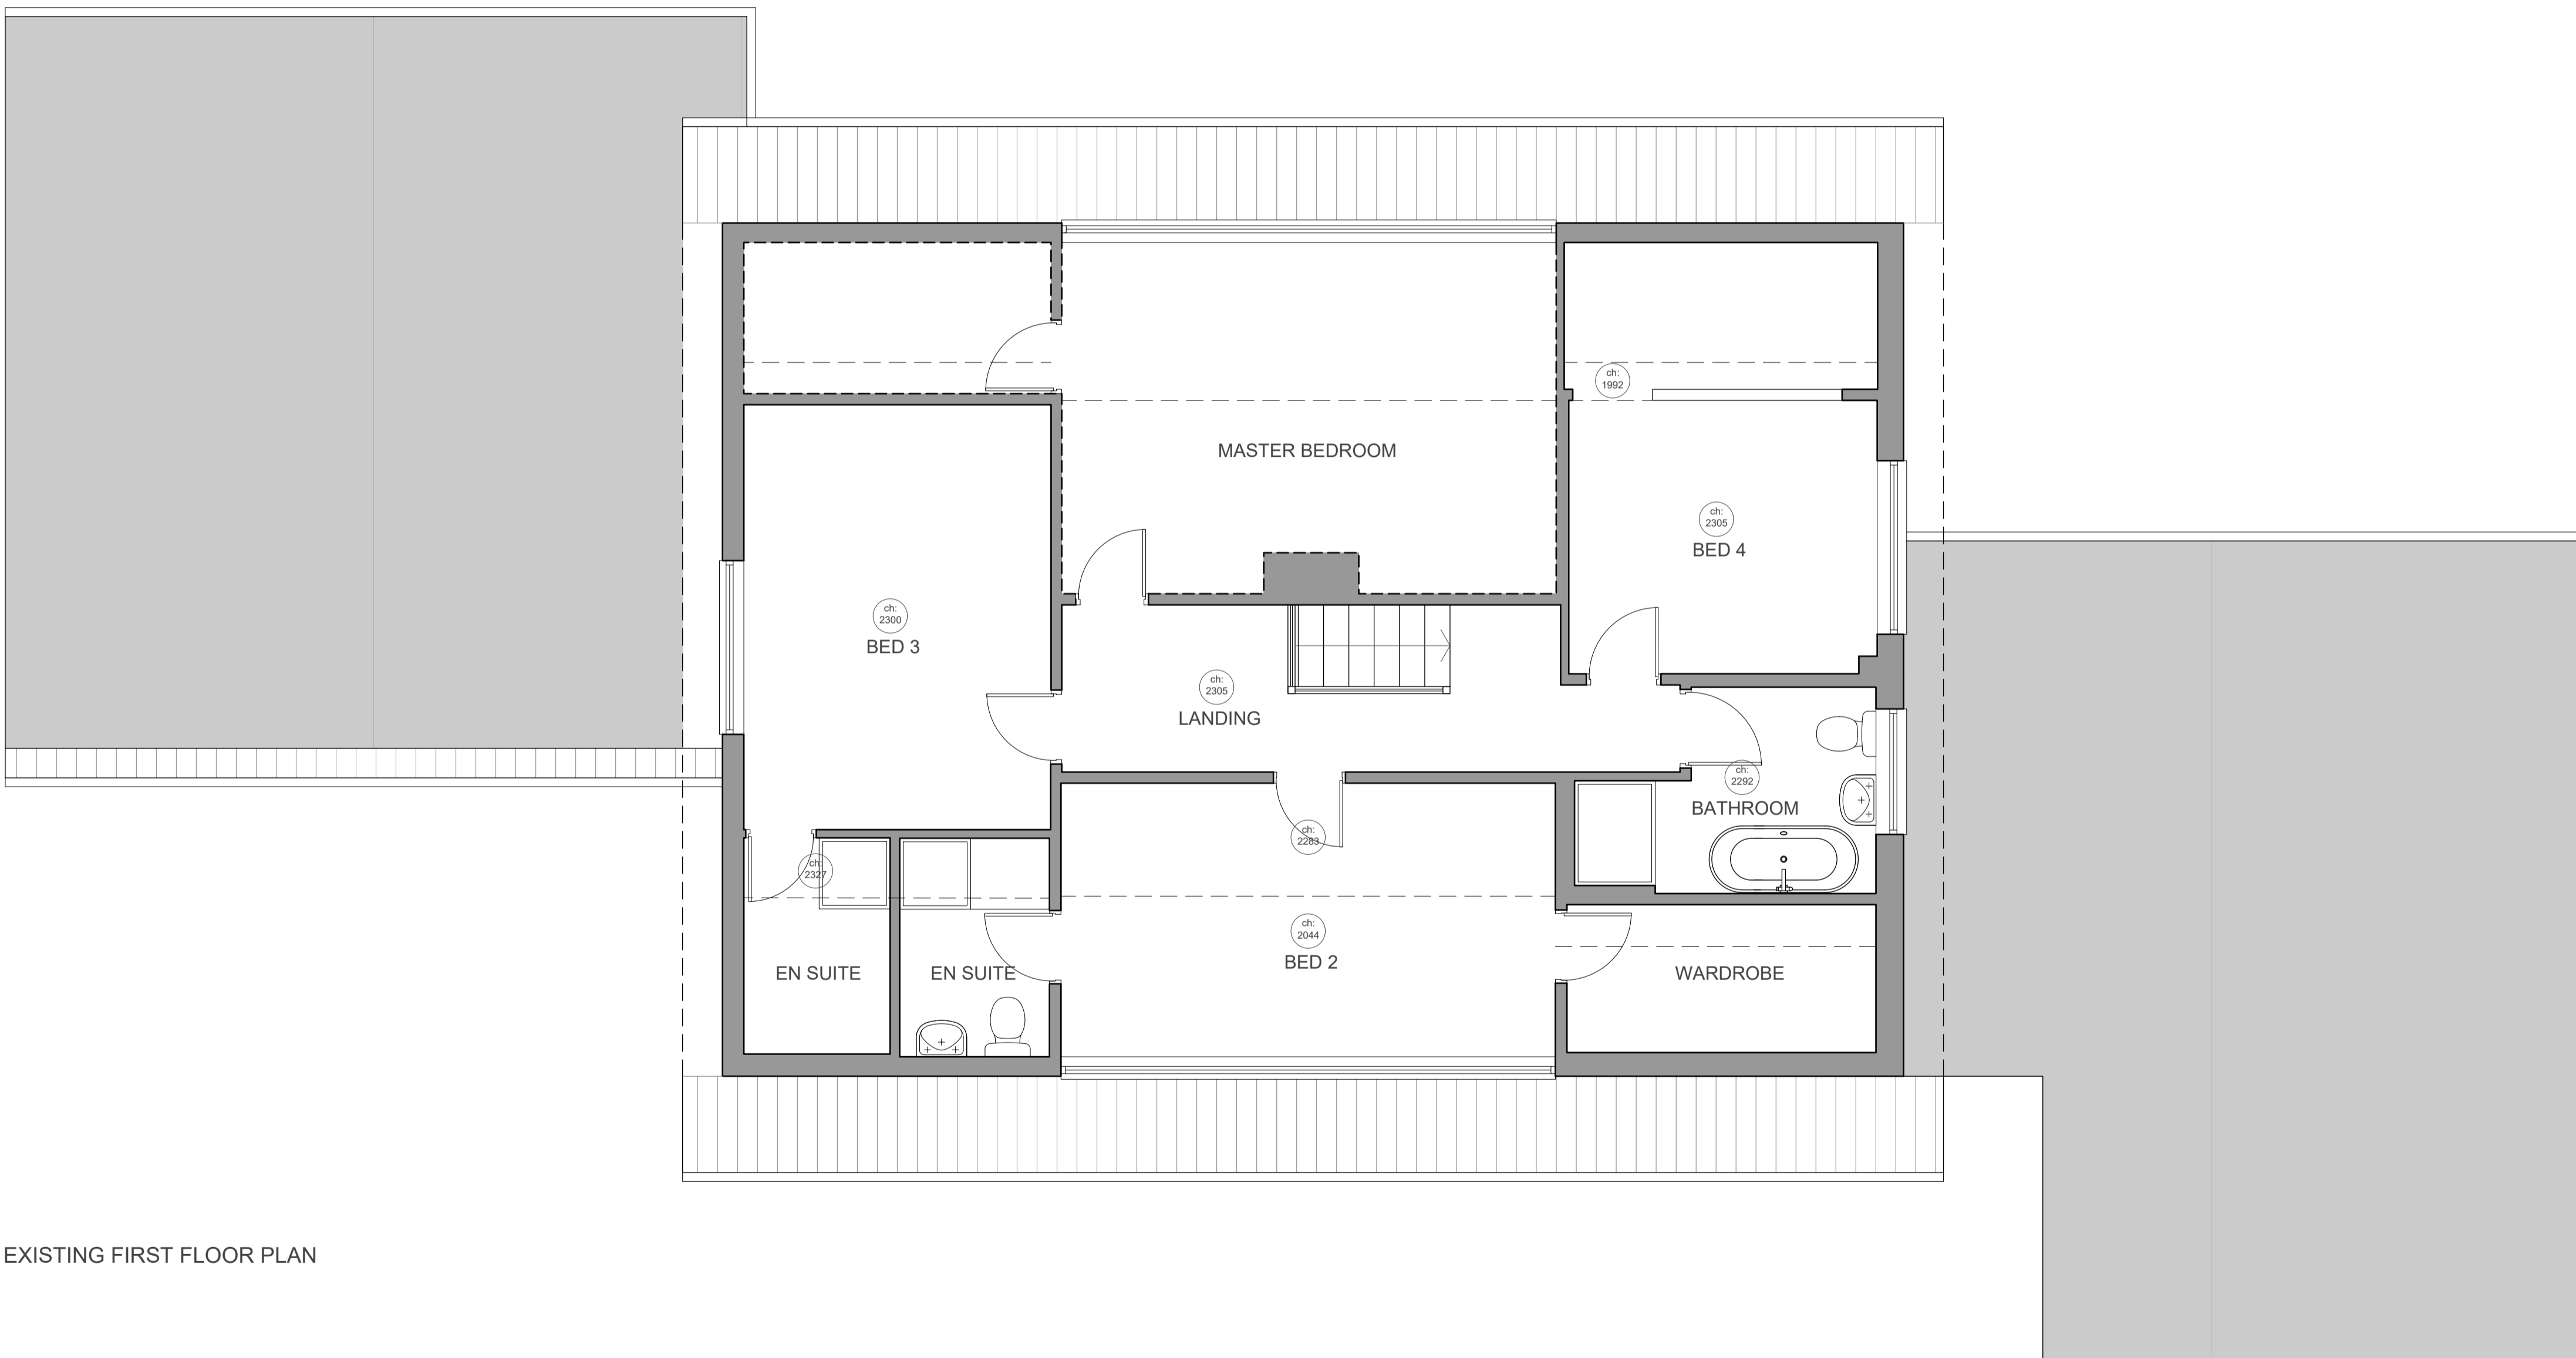 ch:
1992
MASTER BEDROOM
ch:
2305
BED 4
ch:
2300
BED 3
ch:
2305
LANDING
ch:
2292
BATHROOM
ch:
2283
ch:
2327
ch:
2044
BED 2
EN SUITE
EN SUITE
WARDROBE
EXISTING FIRST FLOOR PLAN